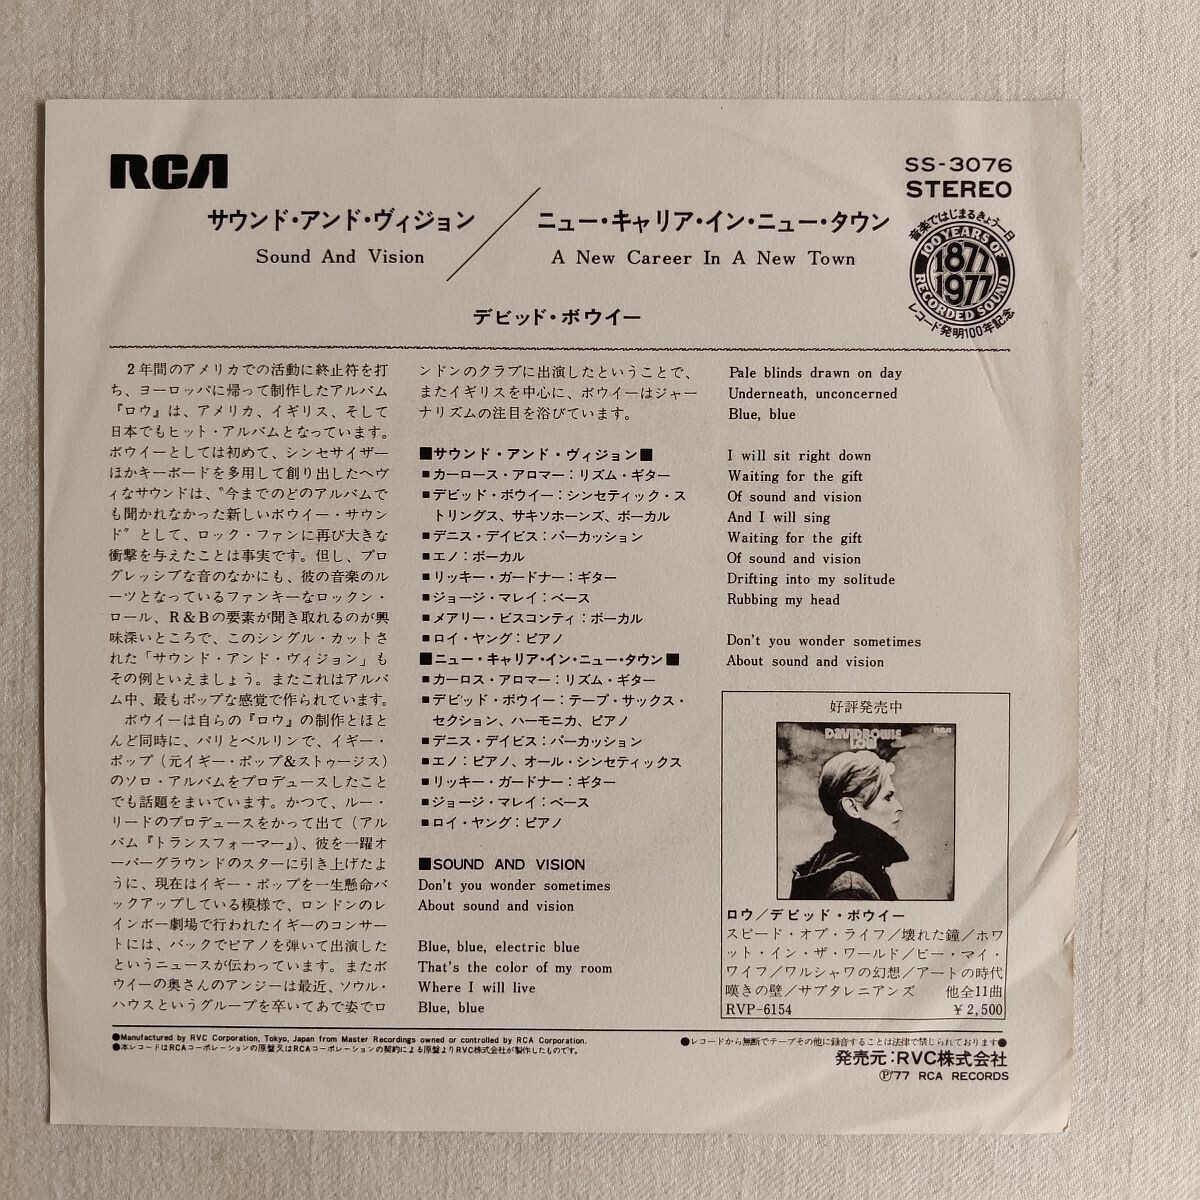 RCA
SS-3076
STEREO
サウンド・アンド・ヴィジョン
Sound And Vision
ニュー・キャリア・イン・ニュー・タウン
A New Career In A New Town
音楽ではじまるきょう一日
100 YEARS OF
1877
1977
RECORDED SOUND
レコード発明100年記念
デビッド・ボウイー
2年間のアメリカでの活動に終止符を打
ち、ヨーロッパに帰って制作したアルバム
『ロウ』は、アメリカ、イギリス、そして
日本でもヒット・アルバムとなっています。
ボウイーとしては初めて、シンセサイザー
ほかキーボードを多用して創り出したヘヴ
ィなサウンドは、〝今までのどのアルバムで
も聞かれなかった新しいボウイー・サウン
ド〞として、ロック・ファンに再び大きな
衝撃を与えたことは事実です。但し、プロ
グレッシブな音のなかにも、彼の音楽のル
ーツとなっているファンキーなロックン・
ロール、R&Bの要素が聞き取れるのが興
味深いところで、このシングル・カットさ
れた「サウンド・アンド・ヴィジョン」も
その例といえましょう。またこれはアルバ
ム中、最もポップな感覚で作られています。
ボウイーは自らの『ロウ』の制作とほと
んど同時に、パリとベルリンで、イギー・
ポップ(元イギー・ポップ&ストゥージス)
のソロ・アルバムをプロデュースしたこと
でも話題をまいています。かつて、ルー・
リードのプロデュースをかって出て(アル
バム『トランスフォーマー』)、彼を一躍オ
ーバーグラウンドのスターに引き上げたよ
うに、現在はイギー・ポップを一生懸命バ
ックアップしている模様で、ロンドンのレ
インボー劇場で行われたイギーのコンサー
トには、バックでピアノを弾いて出演した
というニュースが伝わっています。またボ
ウイーの奥さんのアンジーは最近、ソウル・
ハウスというグループを卒いてあで姿でロ
ンドンのクラブに出演したということで、
またイギリスを中心に、ボウイーはジャー
ナリズムの注目を浴びています。
■サウンド・アンド・ヴィジョン■
■カーロース・アロマー:リズム・ギター
■デビッド・ボウイー:シンセティック・ス
トリングス、サキソホーンズ、ボーカル
■デニス・デイビス:パーカッション
■エノ:ボーカル
■リッキー・ガードナー:ギター
■ジョージ・マレイ:ベース
■メアリー・ビスコンティ:ボーカル
■ロイ・ヤング:ピアノ
■ニュー・キャリア・イン・ニュー・タウン■
■カーロス・アロマー:リズム・ギター
■デビッド・ボウイー:テープ・サックス・
セクション、ハーモニカ、ピアノ
■デニス・デイビス:パーカッション
■エノ:ピアノ、オール・シンセティックス
■リッキー・ガードナー:ギター
■ジョージ・マレイ:ベース
■ロイ・ヤング:ピアノ
■SOUND AND VISION
Don't you wonder sometimes
About sound and vision
Blue, blue, electric blue
That's the color of my room
Where I will live
Blue, blue
Pale blinds drawn on day
Underneath, unconcerned
Blue, blue
I will sit right down
Waiting for the gift
Of sound and vision
And I will sing
Waiting for the gift
Of sound and vision
Drifting into my solitude
Rubbing my head
Don't you wonder sometimes
About sound and vision
好評発売中
DAVID BOWIE
LOW
RCA
ロウ/デビッド・ボウイー
スピード・オブ・ライフ/壊れた鐘/ホワ
ット・イン・ザ・ワールド/ビー・マイ・
ワイフ/ワルシャワの幻想/アートの時代
嘆きの壁/サブタレニアンズ 他全11曲
RVP-6154 ¥2,500
●Manufactured by RVC Corporation, Tokyo, Japan from Master Recordings owned or controlled by RCA Corporation.
●本レコードはRCAコーポレーションの原盤又はRCAコーポレーションの契約による原盤よりRVC株式会社が製作したものです。
●レコードから無断でテープその他に録音することは法律で禁じられております●
発売元:RVC株式会社
Ⓟ'77 RCA RECORDS